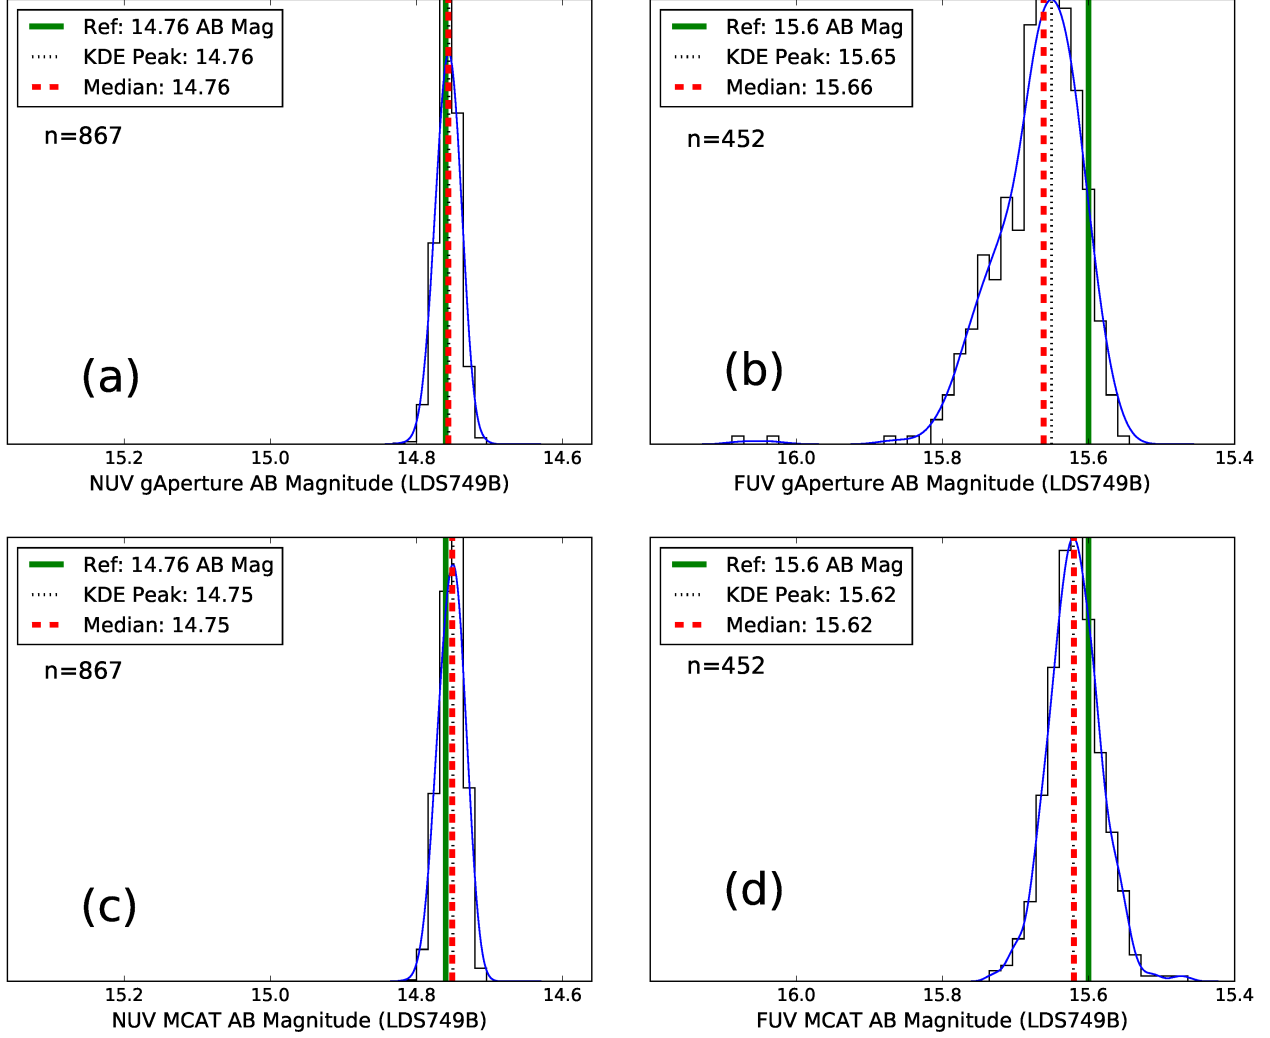 Ref: 14.76 AB Mag
KDE Peak: 14.76
Median: 14.76
n=867
(a)
15.2 15.0 14.8 14.6
NUV gAperture AB Magnitude (LDS749B)
Ref: 15.6 AB Mag
KDE Peak: 15.65
Median: 15.66
n=452
(b)
16.0 15.8 15.6 15.4
FUV gAperture AB Magnitude (LDS749B)
Ref: 14.76 AB Mag
KDE Peak: 14.75
Median: 14.75
n=867
(c)
15.2 15.0 14.8 14.6
NUV MCAT AB Magnitude (LDS749B)
Ref: 15.6 AB Mag
KDE Peak: 15.62
Median: 15.62
n=452
(d)
16.0 15.8 15.6 15.4
FUV MCAT AB Magnitude (LDS749B)